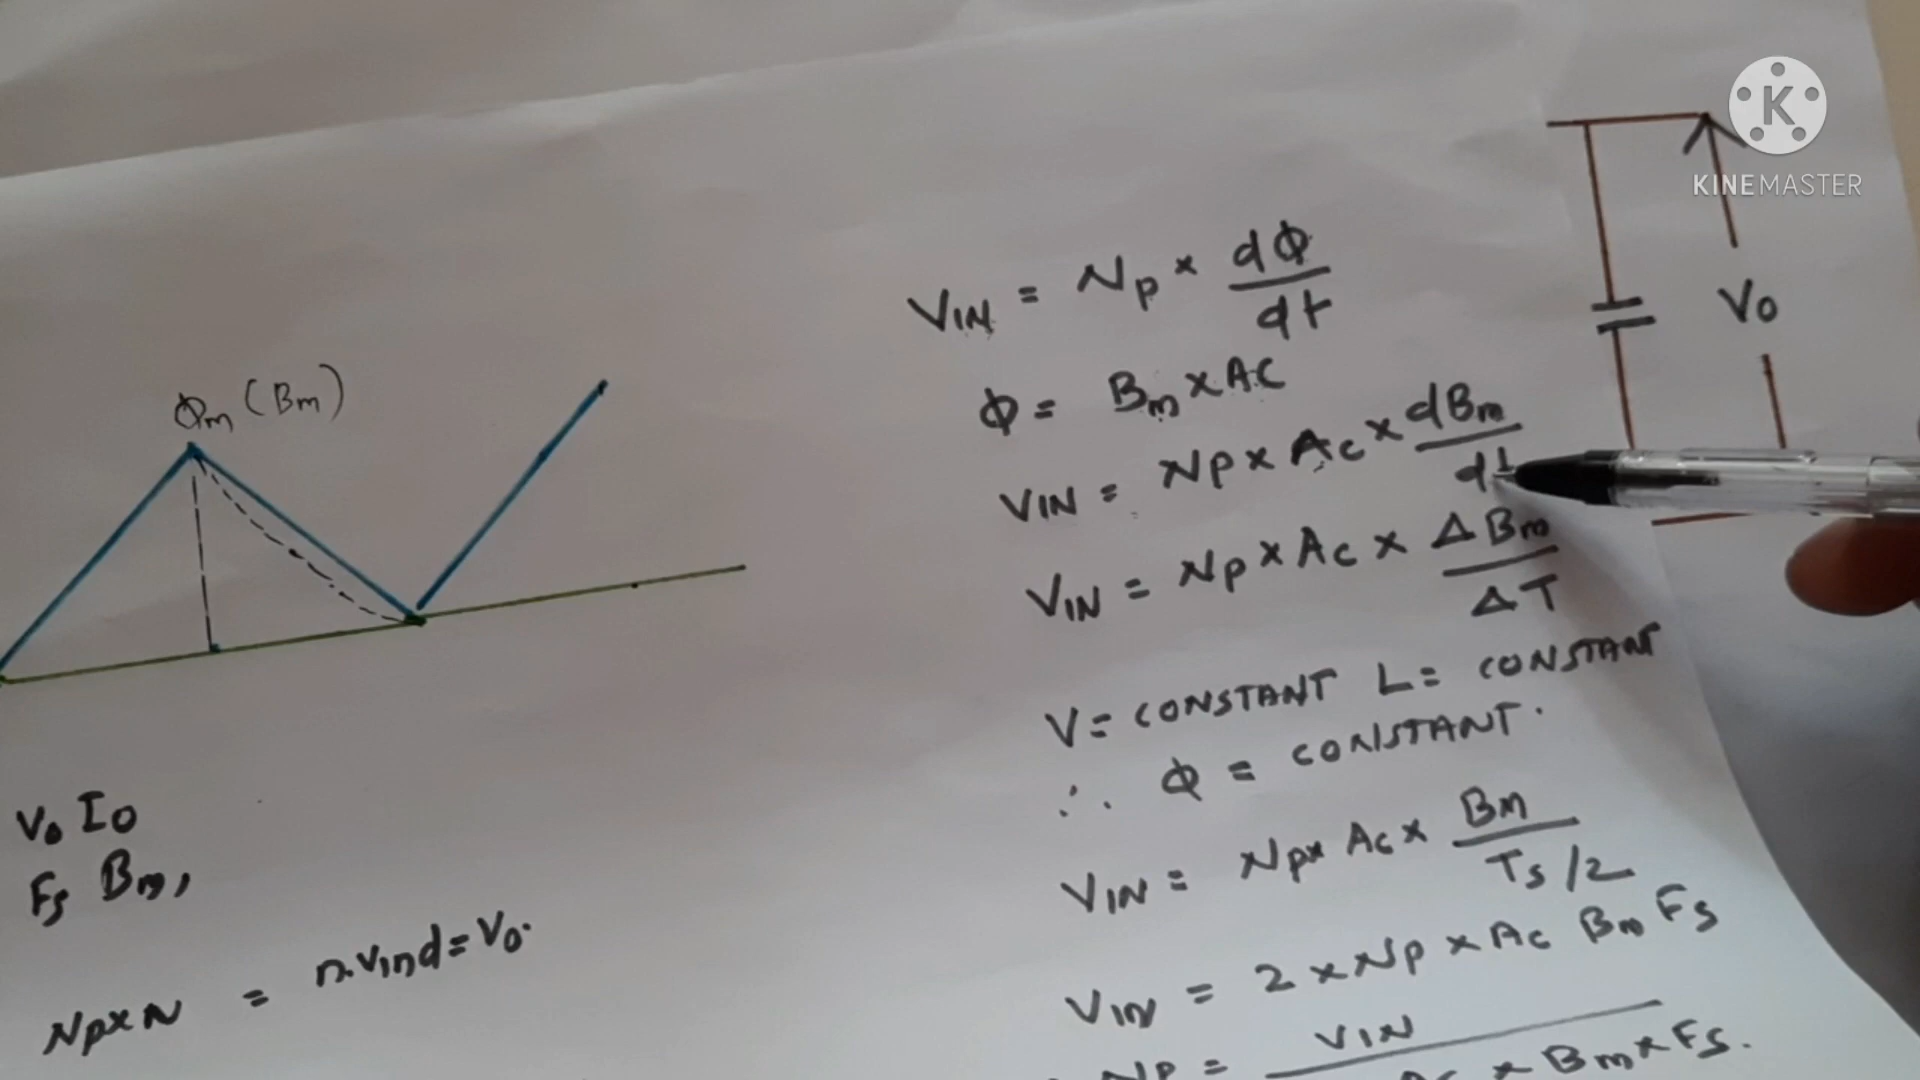 KINEMASTER
VIN = Np × dΦ/dt
Vo
Φm (Bm)
Φ = Bm × AC
VIN = Np × Ac × dBm/dt
VIN = Np × Ac × ΔBm/ΔT
V = CONSTANT L = CONSTANT
∴ Φ = CONSTANT.
VIN = Np × Ac × Bm/Ts/2
VIN = 2 × Np × Ac Bm Fs
Np = VIN/ × Bm × Fs.
Vo Io
Fs Bm,
Np × N = n.Vind = Vo.